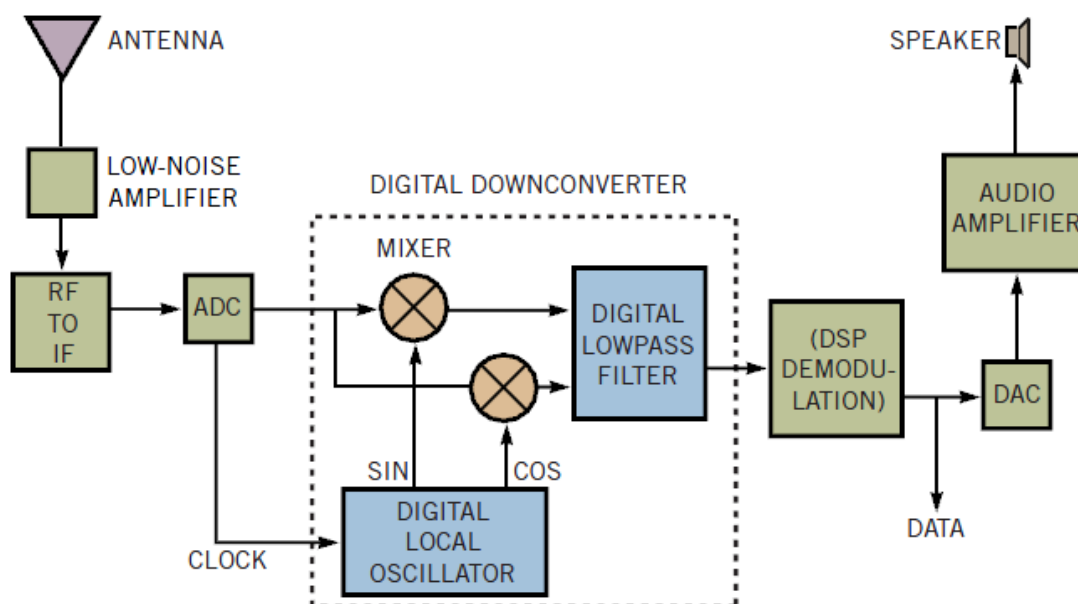 ANTENNA
SPEAKER
LOW-NOISE
AMPLIFIER
DIGITAL DOWNCONVERTER
AUDIO
AMPLIFIER
MIXER
RF
TO
IF
ADC
DIGITAL
LOWPASS
FILTER
(DSP
DEMODU-
LATION)
DAC
SIN
COS
DIGITAL
LOCAL
OSCILLATOR
CLOCK
DATA